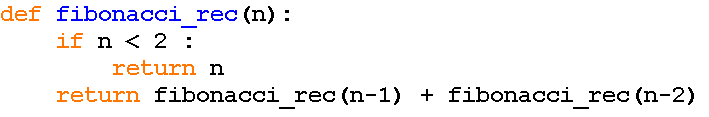 def fibonacci_rec(n):
    if n < 2 :
        return n
    return fibonacci_rec(n-1) + fibonacci_rec(n-2)